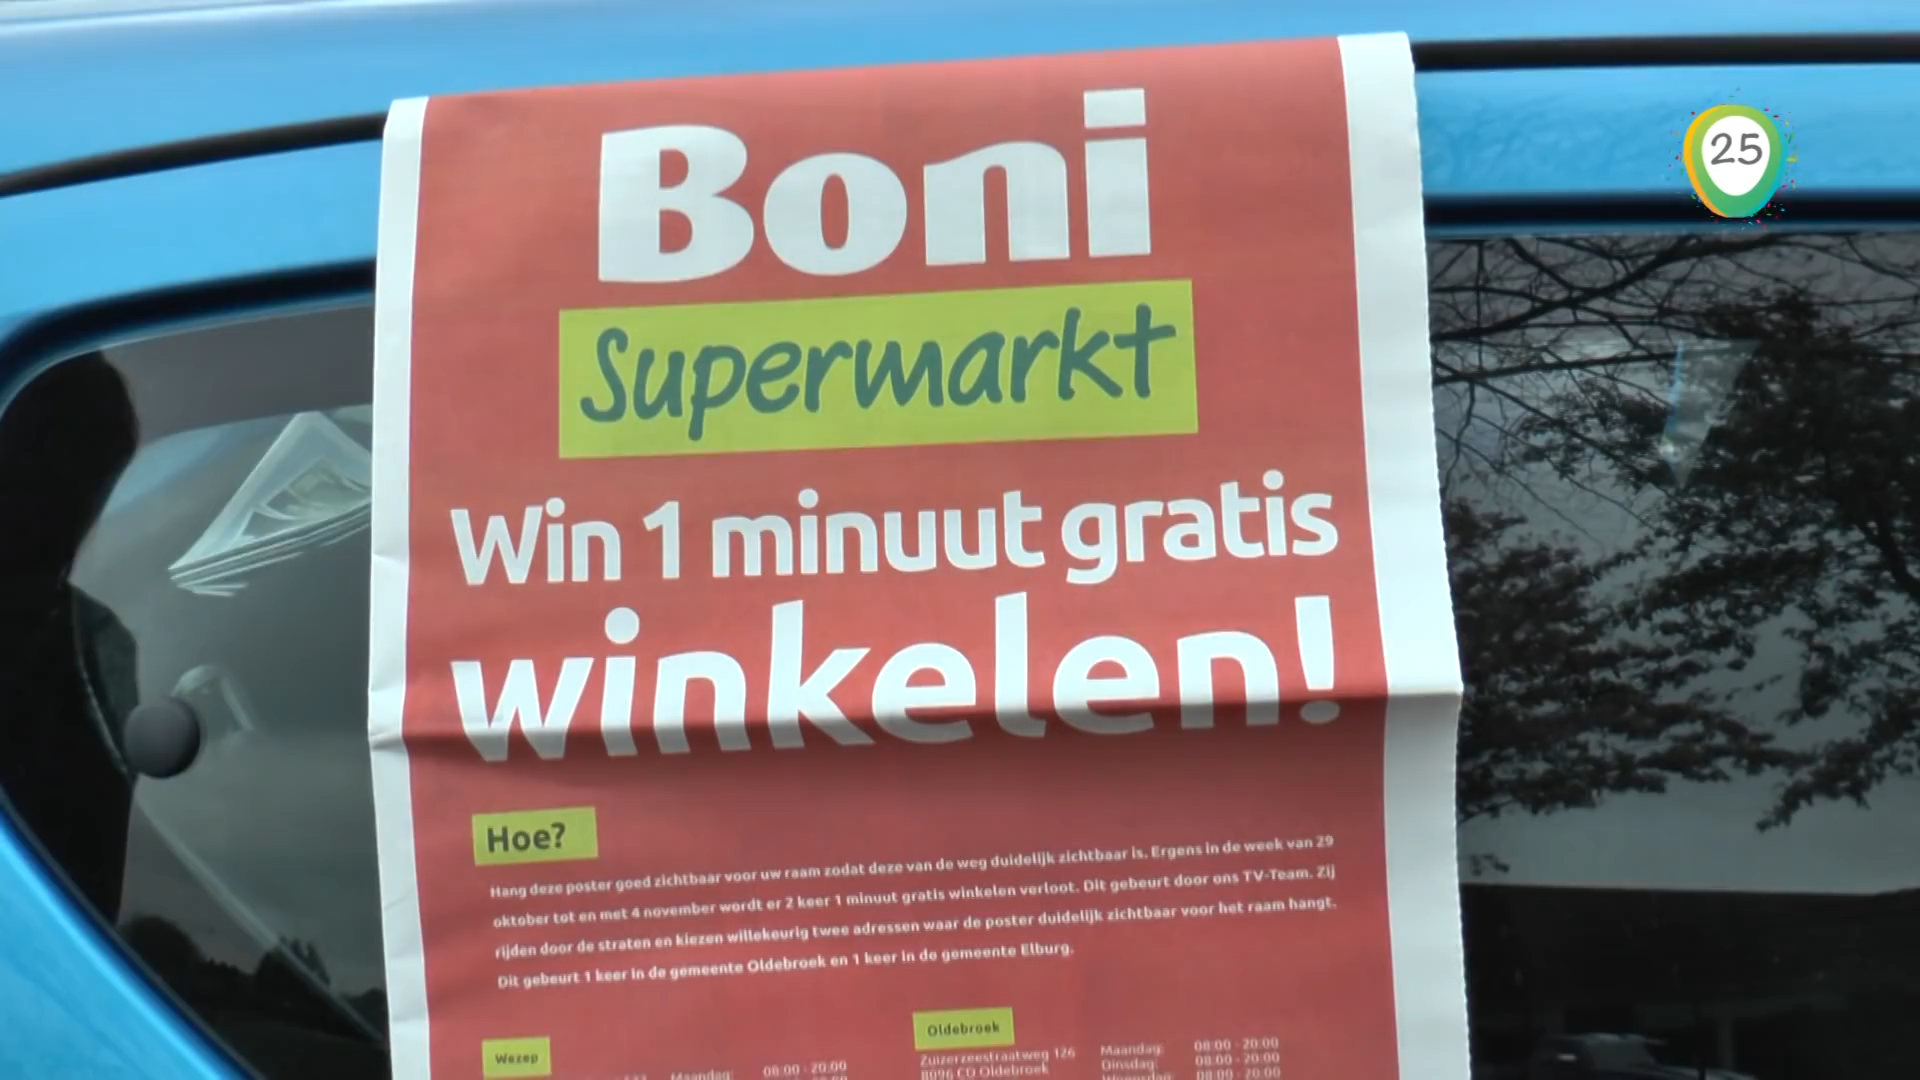 25
Boni
Supermarkt
Win 1 minuut gratis
winkelen!
Hoe?
Hang deze poster goed zichtbaar voor uw raam zodat deze van de weg duidelijk zichtbaar is. Ergens in de week van 29
oktober tot en met 4 november wordt er 2 keer 1 minuut gratis winkelen verloot. Dit gebeurt door ons TV-Team. Zij
rijden door de straten en kiezen willekeurig twee adressen waar de poster duidelijk zichtbaar voor het raam hangt.
Dit gebeurt 1 keer in de gemeente Oldebroek en 1 keer in de gemeente Elburg.
Wezep
Maandag: 08:00 - 20:00
Oldebroek
Zuizerzeestraatweg 126 Maandag: 08:00 - 20:00
8096 CD Oldebroek Dinsdag: 08:00 - 20:00
08:00 - 20:00